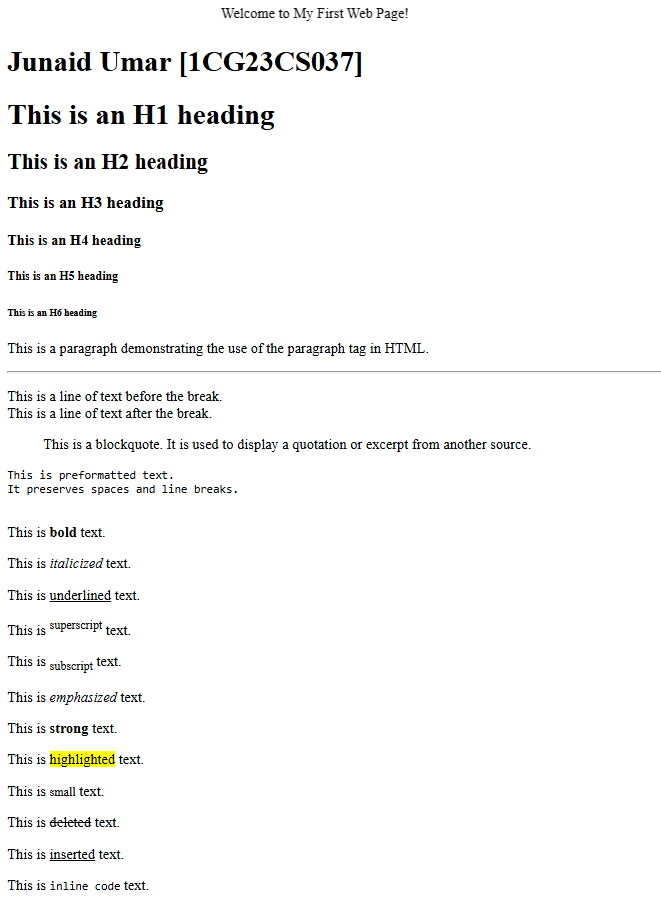 Welcome to My First Web Page!
Junaid Umar [1CG23CS037]
This is an H1 heading
This is an H2 heading
This is an H3 heading
This is an H4 heading
This is an H5 heading
This is an H6 heading
This is a paragraph demonstrating the use of the paragraph tag in HTML.
This is a line of text before the break.
This is a line of text after the break.
This is a blockquote. It is used to display a quotation or excerpt from another source.
This is preformatted text.
It preserves spaces and line breaks.
This is bold text.
This is italicized text.
This is underlined text.
This is superscript text.
This is subscript text.
This is emphasized text.
This is strong text.
This is highlighted text.
This is small text.
This is deleted text.
This is inserted text.
This is inline code text.